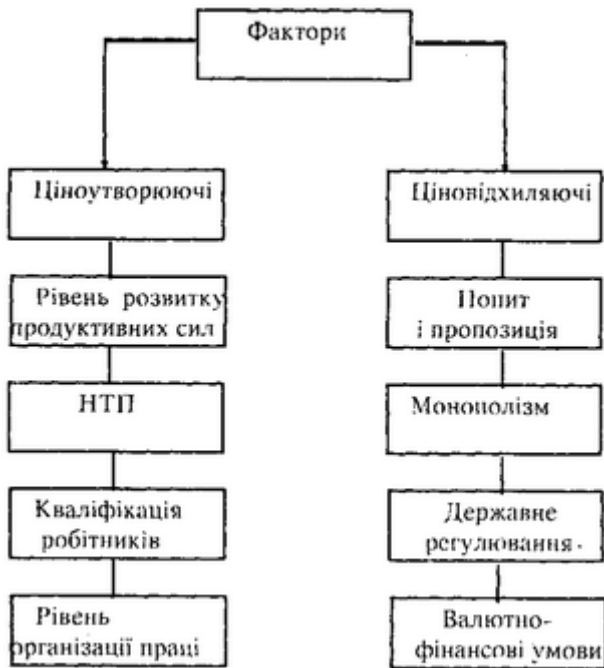 Фактори
Ціноутворюючі
Ціновідхиляючі
Рівень розвитку
продуктивних сил
Попит
і пропозиція
НТП
Монополізм
Кваліфікація
робітників
Державне
регулювання
Рівень
організації праці
Валютно-
фінансові умови